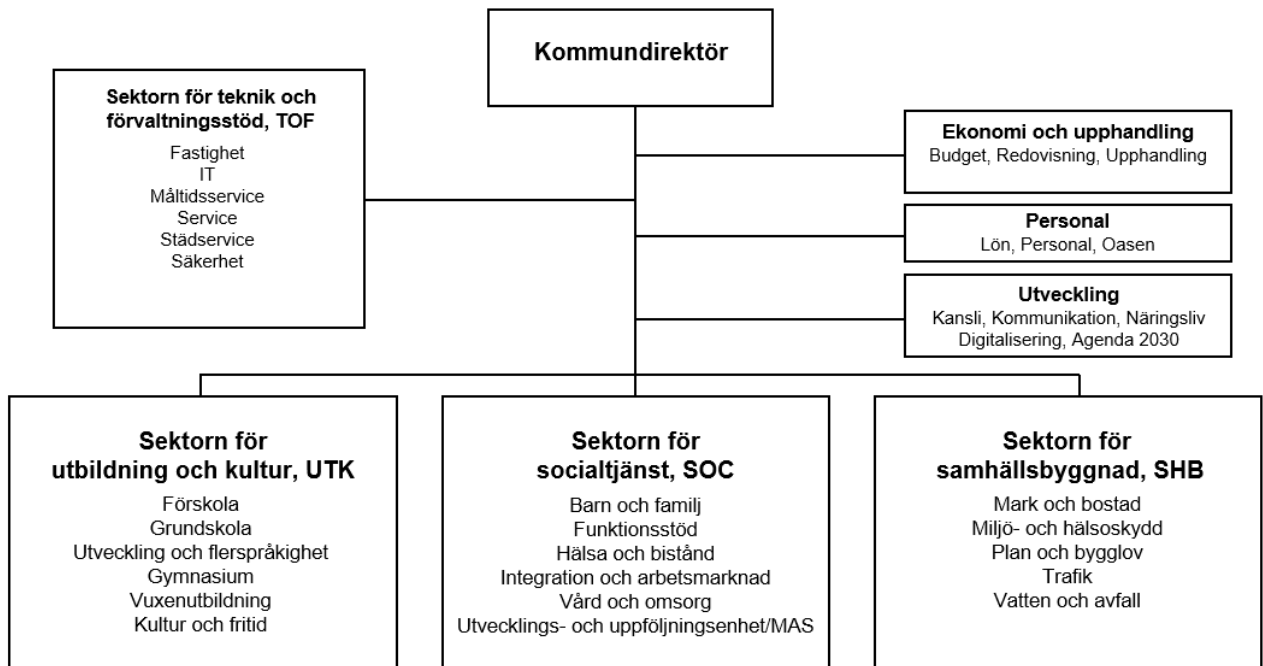 Kommundirektör
Sektorn för teknik och
förvaltningsstöd, TOF
Fastighet
IT
Måltidsservice
Service
Städservice
Säkerhet
Ekonomi och upphandling
Budget, Redovisning, Upphandling
Personal
Lön, Personal, Oasen
Utveckling
Kansli, Kommunikation, Näringsliv
Digitalisering, Agenda 2030
Sektorn för
utbildning och kultur, UTK
Förskola
Grundskola
Utveckling och flerspråkighet
Gymnasium
Vuxenutbildning
Kultur och fritid
Sektorn för
socialtjänst, SOC
Barn och familj
Funktionsstöd
Hälsa och bistånd
Integration och arbetsmarknad
Vård och omsorg
Utvecklings- och uppföljningsenhet/MAS
Sektorn för
samhällsbyggnad, SHB
Mark och bostad
Miljö- och hälsoskydd
Plan och bygglov
Trafik
Vatten och avfall